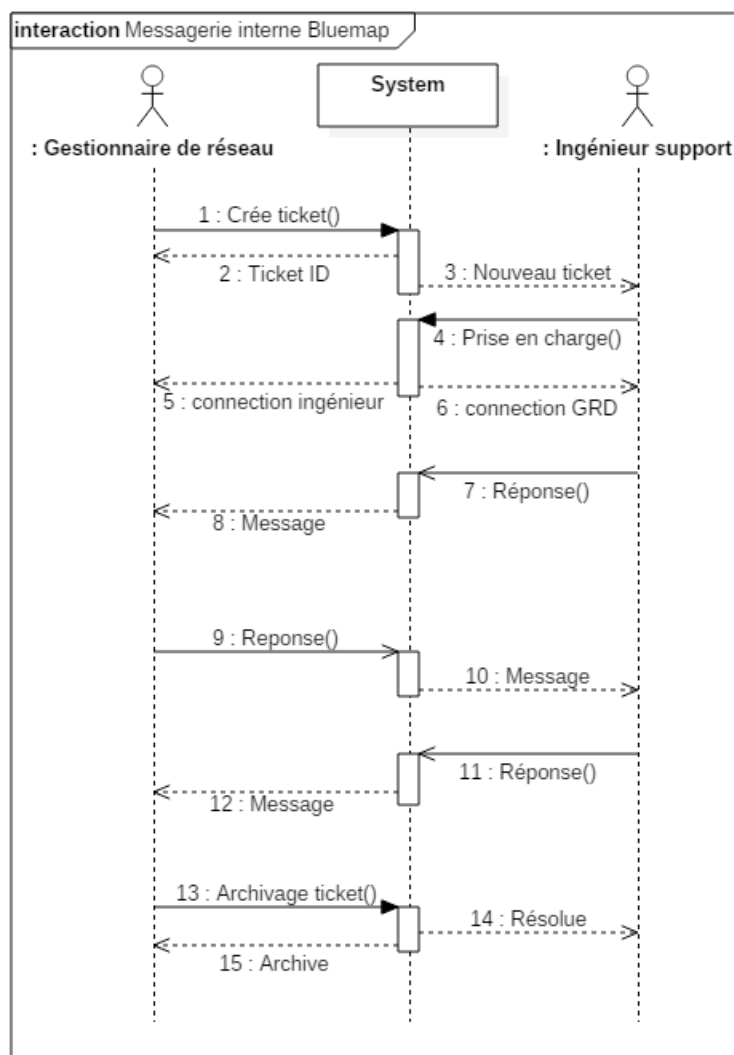 interaction Messagerie interne Bluemap
System
: Gestionnaire de réseau
: Ingénieur support
1 : Crée ticket()
2 : Ticket ID
3 : Nouveau ticket
4 : Prise en charge()
5 : connection ingénieur
6 : connection GRD
7 : Réponse()
8 : Message
9 : Reponse()
10 : Message
11 : Réponse()
12 : Message
13 : Archivage ticket()
14 : Résolue
15 : Archive